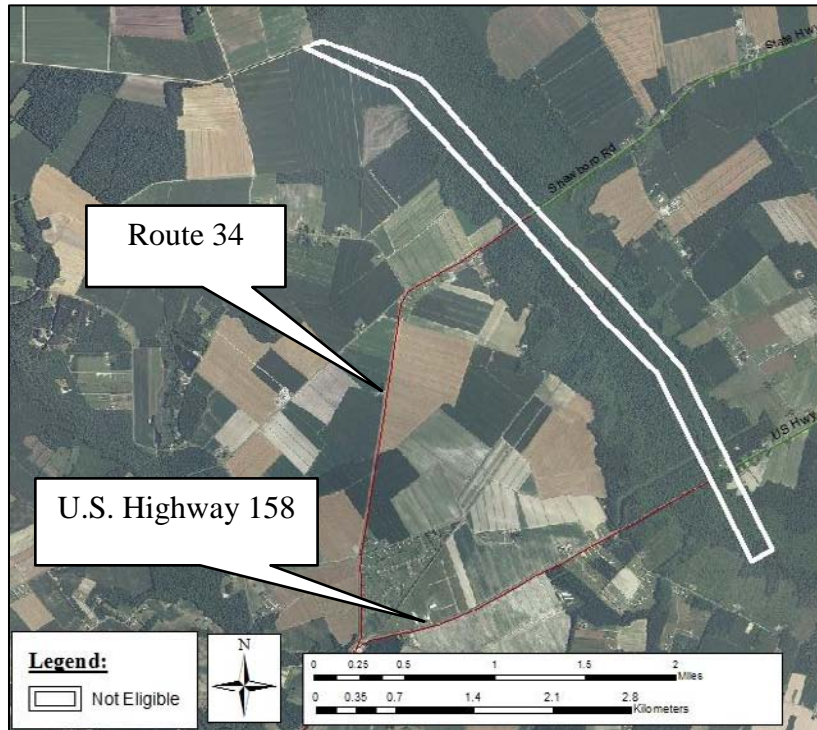 State Hwy
Shawboro Rd
Route 34
US Hwy
U.S. Highway 158
Legend:
Not Eligible
N
0 0.25 0.5 1 1.5 2
Miles
0 0.35 0.7 1.4 2.1 2.8
Kilometers